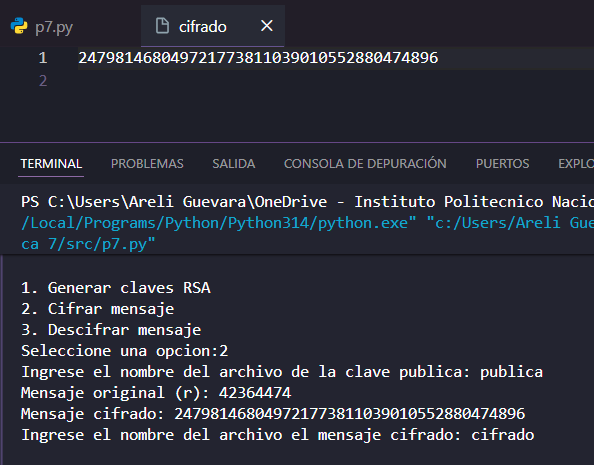 p7.py cifrado
1 247981468049721773811039010552880474896
2
TERMINAL PROBLEMAS SALIDA CONSOLA DE DEPURACIÓN PUERTOS EXPLO
PS C:\Users\Areli Guevara\OneDrive - Instituto Politecnico Nacio
/Local/Programs/Python/Python314/python.exe" "c:/Users/Areli Gue
ca 7/src/p7.py"
1. Generar claves RSA
2. Cifrar mensaje
3. Descifrar mensaje
Seleccione una opcion:2
Ingrese el nombre del archivo de la clave publica: publica
Mensaje original (r): 42364474
Mensaje cifrado: 247981468049721773811039010552880474896
Ingrese el nombre del archivo el mensaje cifrado: cifrado